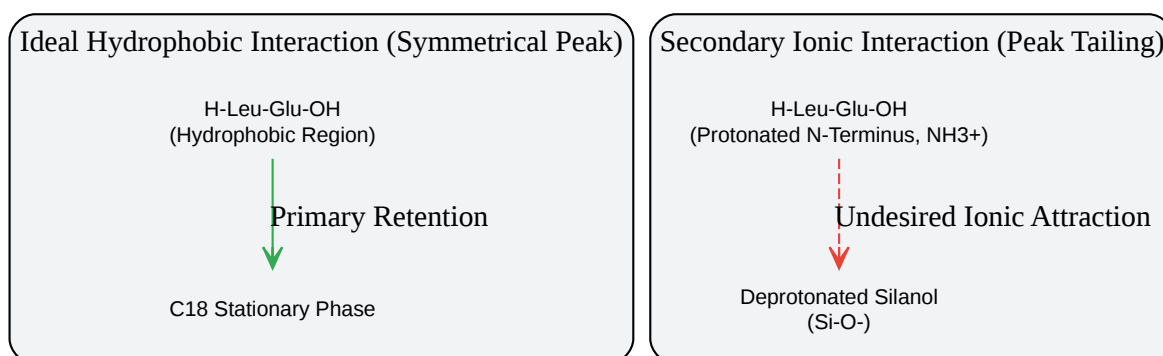 Ideal Hydrophobic Interaction (Symmetrical Peak)
H-Leu-Glu-OH
(Hydrophobic Region)
Primary Retention
C18 Stationary Phase
Secondary Ionic Interaction (Peak Tailing)
H-Leu-Glu-OH
(Protonated N-Terminus, NH3+)
Undesired Ionic Attraction
Deprotonated Silanol
(Si-O-)